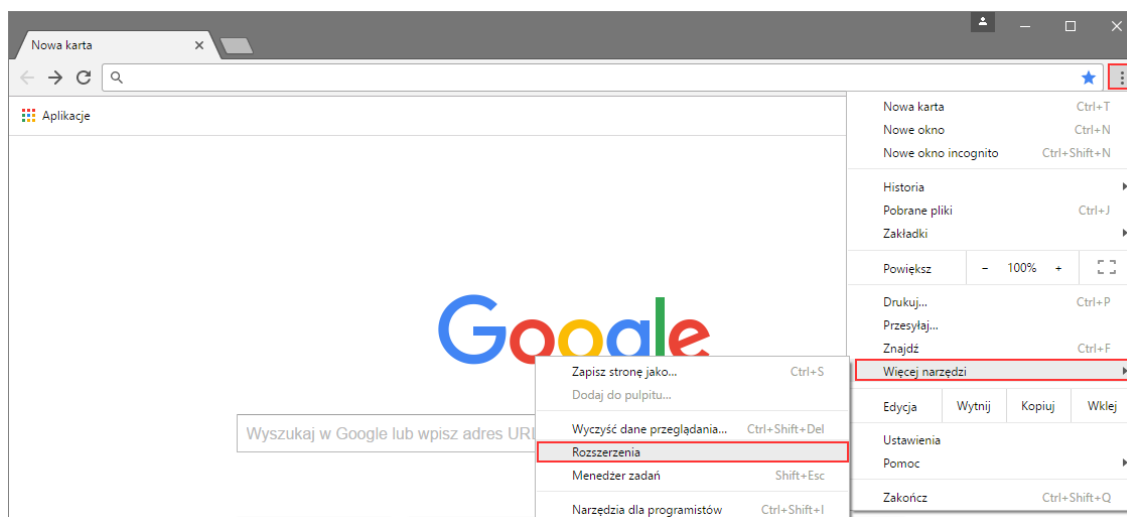 Nowa karta
Aplikacje
Nowa karta Ctrl+T
Nowe okno Ctrl+N
Nowe okno incognito Ctrl+Shift+N
Historia
Pobrane pliki Ctrl+J
Zakładki
Powiększ - 100% +
Drukuj... Ctrl+P
Przesyłaj...
Znajdź Ctrl+F
Więcej narzędzi
Edycja Wytnij Kopiuj Wklej
Ustawienia
Pomoc
Zakończ Ctrl+Shift+Q
Google
Wyszukaj w Google lub wpisz adres URL
Zapisz stronę jako... Ctrl+S
Dodaj do pulpitu...
Wyczyść dane przeglądania... Ctrl+Shift+Del
Rozszerzenia
Menedżer zadań Shift+Esc
Narzędzia dla programistów Ctrl+Shift+I